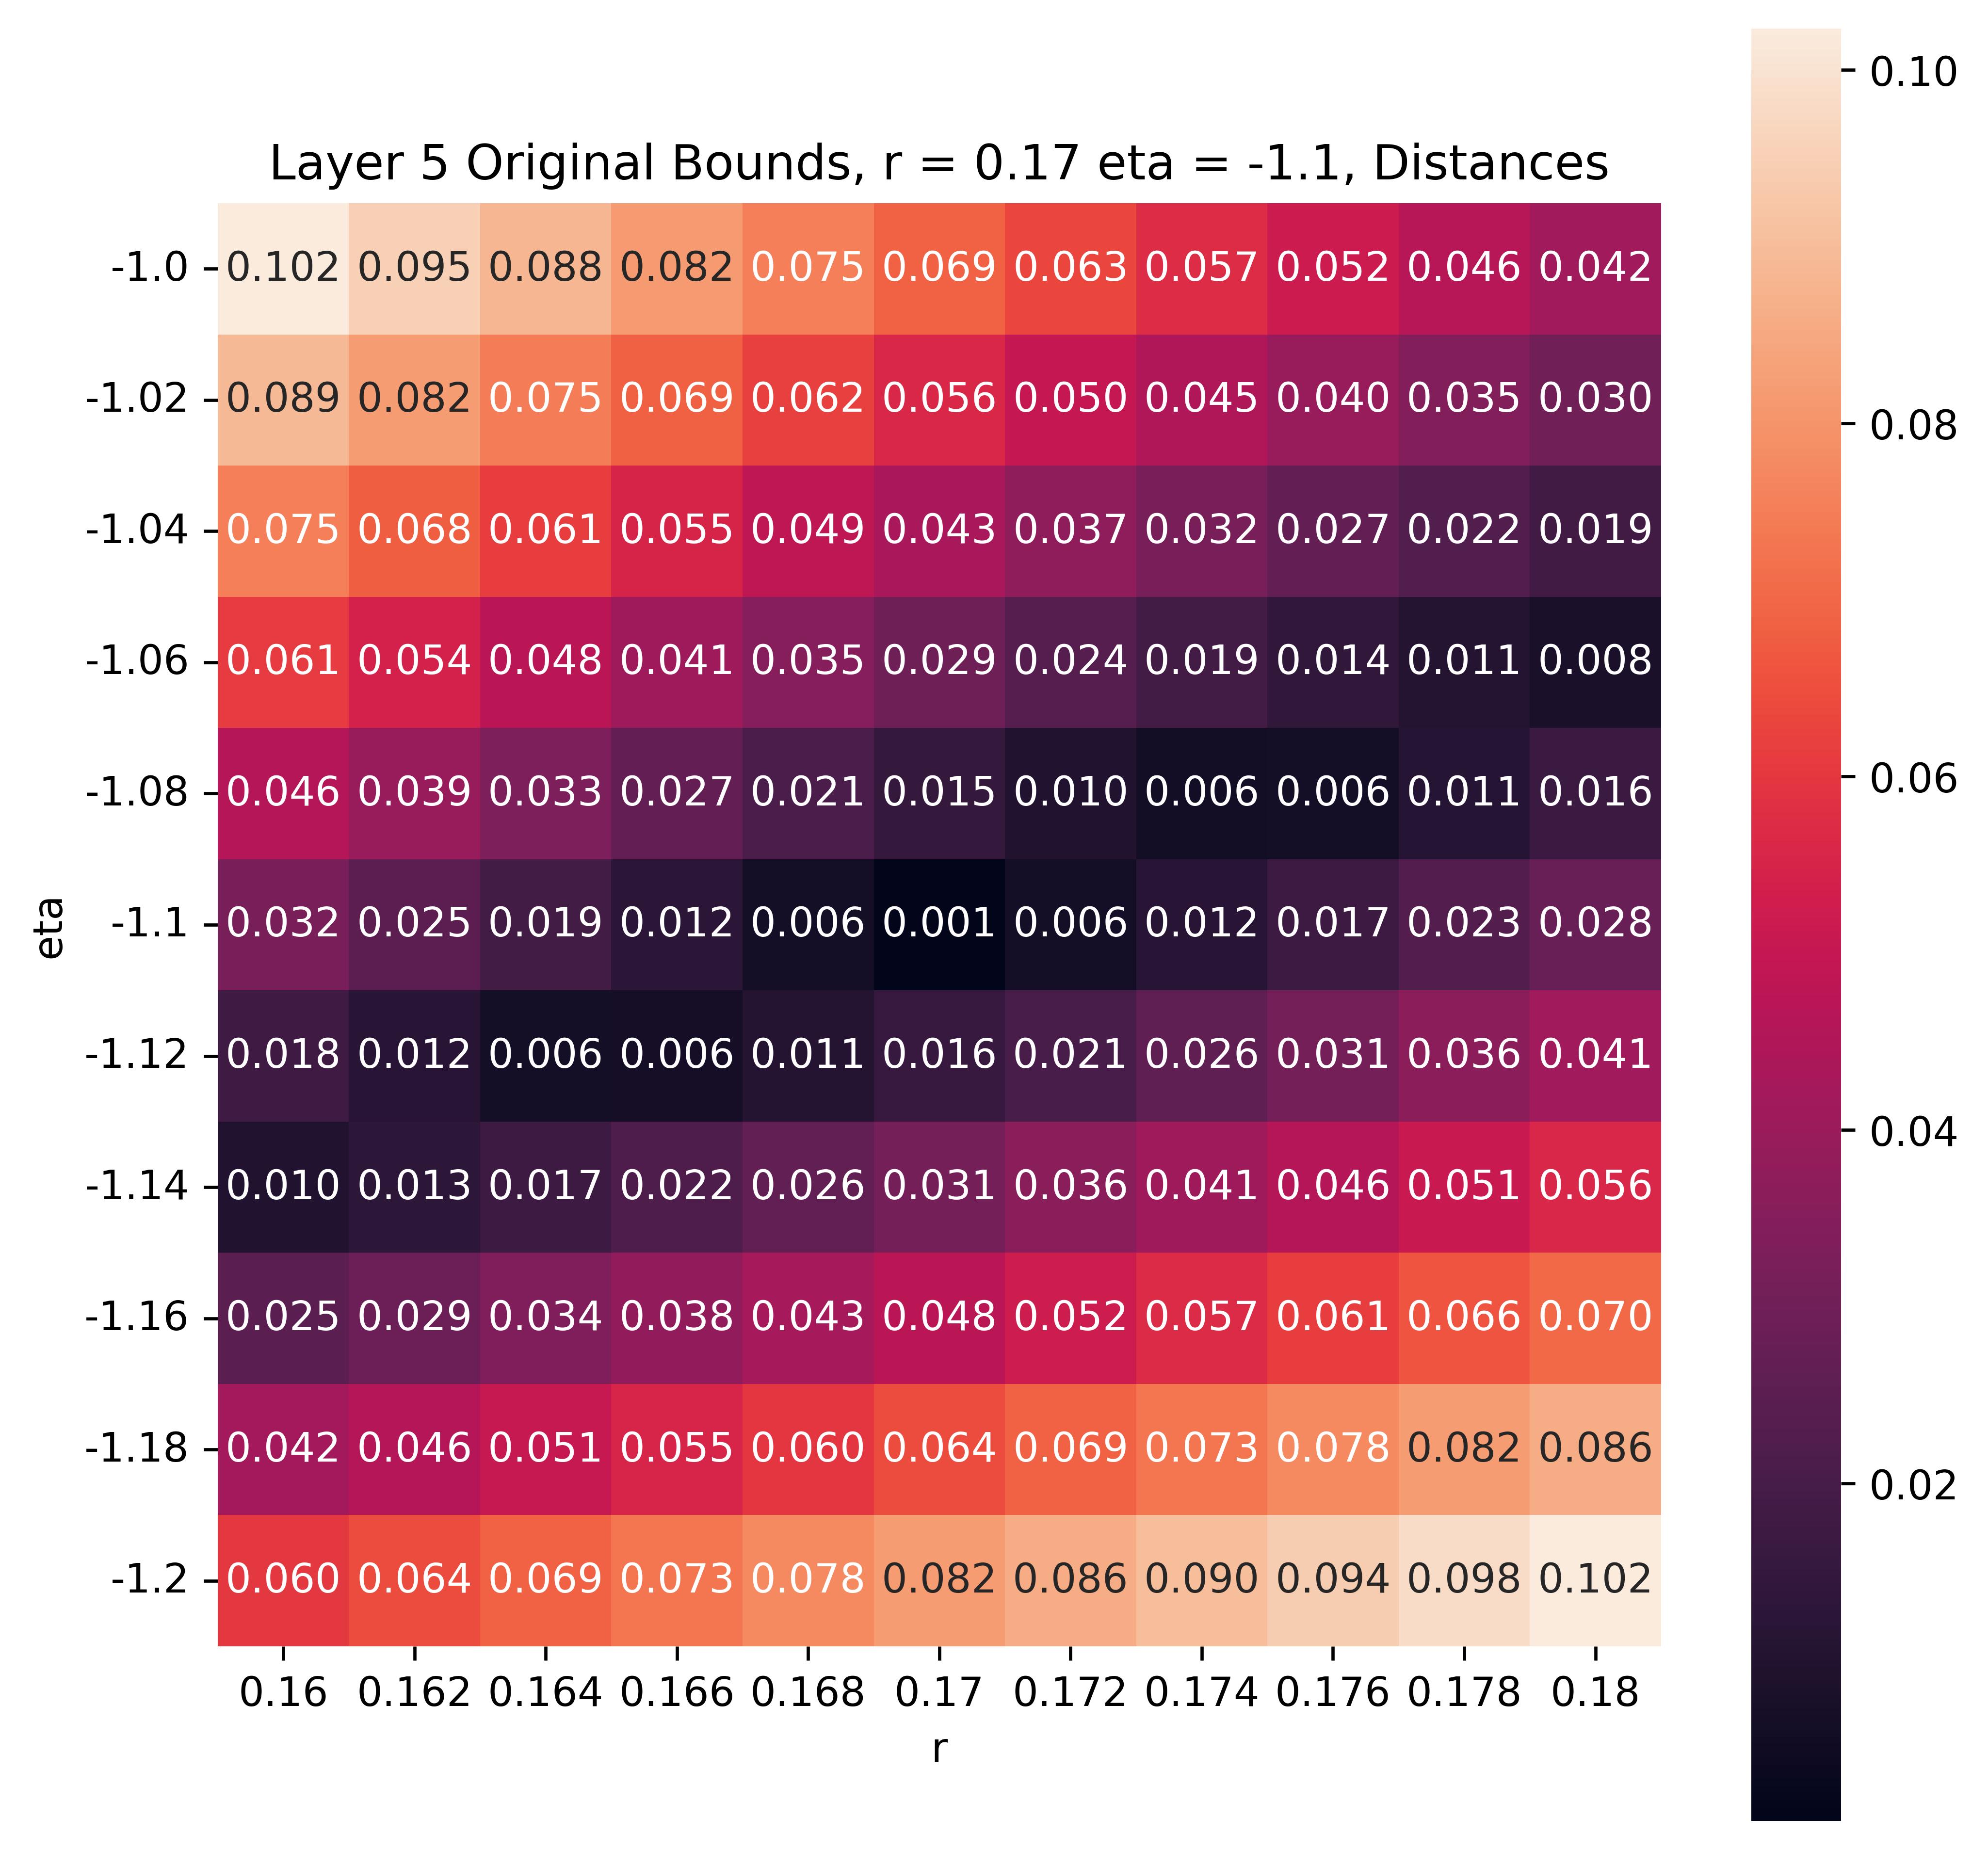 Layer 5 Original Bounds, r = 0.17 eta = -1.1, Distances
-1.0 0.102 0.095 0.088 0.082 0.075 0.069 0.063 0.057 0.052 0.046 0.042
-1.02 0.089 0.082 0.075 0.069 0.062 0.056 0.050 0.045 0.040 0.035 0.030
-1.04 0.075 0.068 0.061 0.055 0.049 0.043 0.037 0.032 0.027 0.022 0.019
-1.06 0.061 0.054 0.048 0.041 0.035 0.029 0.024 0.019 0.014 0.011 0.008
-1.08 0.046 0.039 0.033 0.027 0.021 0.015 0.010 0.006 0.006 0.011 0.016
-1.1 0.032 0.025 0.019 0.012 0.006 0.001 0.006 0.012 0.017 0.023 0.028
-1.12 0.018 0.012 0.006 0.006 0.011 0.016 0.021 0.026 0.031 0.036 0.041
-1.14 0.010 0.013 0.017 0.022 0.026 0.031 0.036 0.041 0.046 0.051 0.056
-1.16 0.025 0.029 0.034 0.038 0.043 0.048 0.052 0.057 0.061 0.066 0.070
-1.18 0.042 0.046 0.051 0.055 0.060 0.064 0.069 0.073 0.078 0.082 0.086
-1.2 0.060 0.064 0.069 0.073 0.078 0.082 0.086 0.090 0.094 0.098 0.102
0.16 0.162 0.164 0.166 0.168 0.17 0.172 0.174 0.176 0.178 0.18
r
eta
0.10
0.08
0.06
0.04
0.02